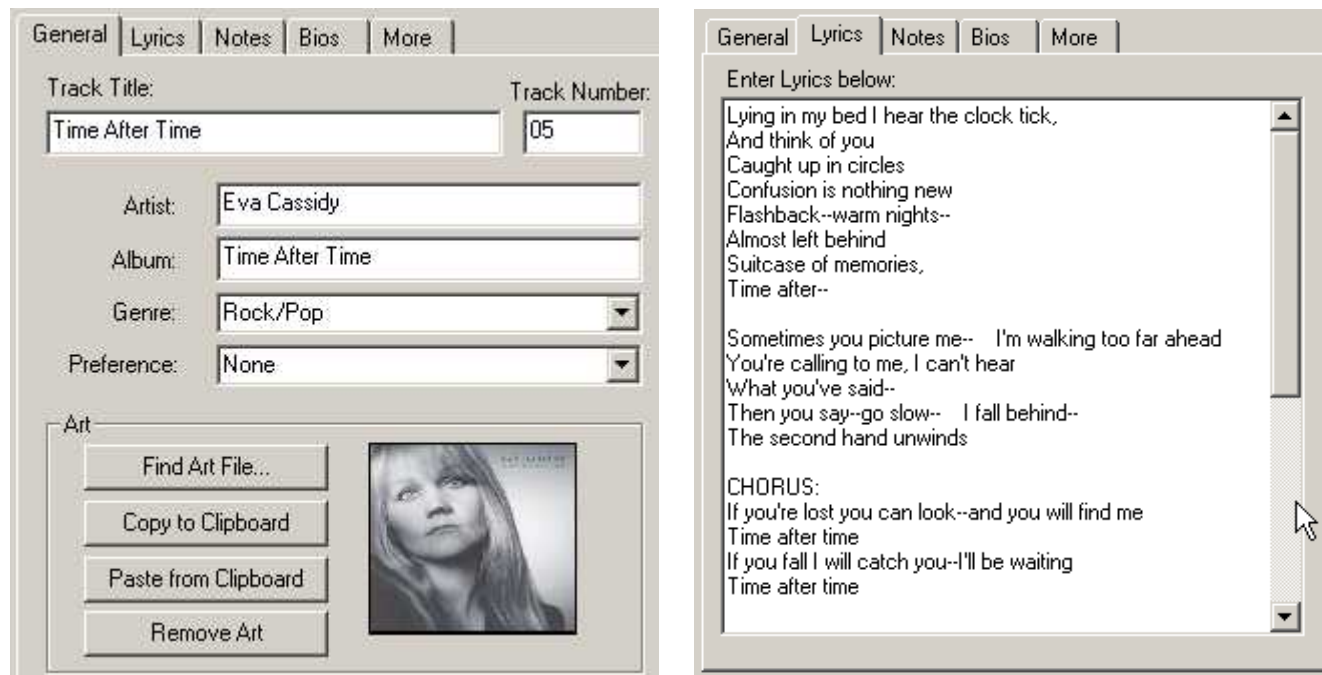 General Lyrics Notes Bios More
Track Title: Track Number:
Time After Time 05
Artist: Eva Cassidy
Album: Time After Time
Genre: Rock/Pop
Preference: None
Art
Find Art File...
Copy to Clipboard
Paste from Clipboard
Remove Art
General Lyrics Notes Bios More
Enter Lyrics below:
Lying in my bed I hear the clock tick,
And think of you
Caught up in circles
Confusion is nothing new
Flashback--warm nights--
Almost left behind
Suitcase of memories,
Time after--
Sometimes you picture me-- I'm walking too far ahead
You're calling to me, I can't hear
What you've said--
Then you say--go slow-- I fall behind--
The second hand unwinds
CHORUS:
If you're lost you can look--and you will find me
Time after time
If you fall I will catch you--I'll be waiting
Time after time